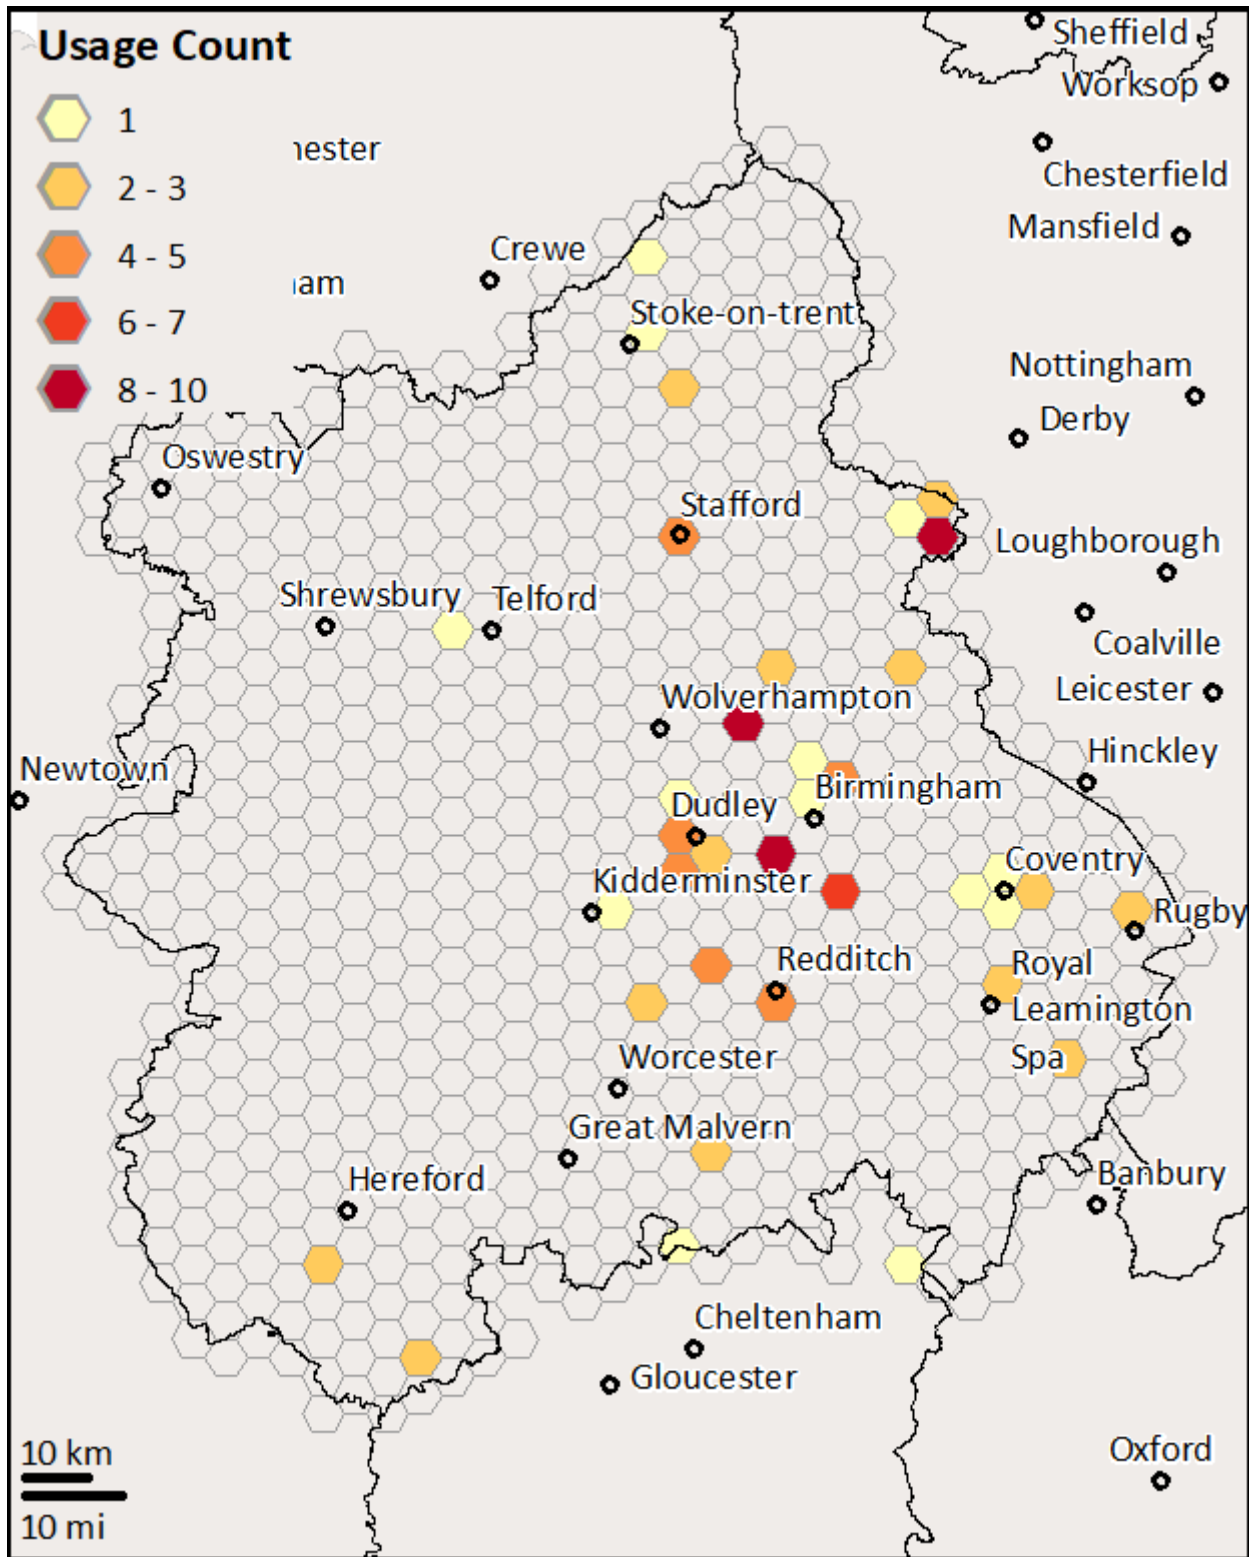 Usage Count
1
2 - 3
4 - 5
6 - 7
8 - 10
Sheffield
Worksop
hester
Chesterfield
Mansfield
Crewe
am
Stoke-on-trent
Nottingham
Derby
Oswestry
Stafford
Loughborough
Shrewsbury
Telford
Coalville
Leicester
Wolverhampton
Hinckley
Newtown
Birmingham
Dudley
Coventry
Kidderminster
Rugby
Redditch
Royal
Leamington
Spa
Worcester
Great Malvern
Hereford
Banbury
Cheltenham
Gloucester
Oxford
10 km
10 mi